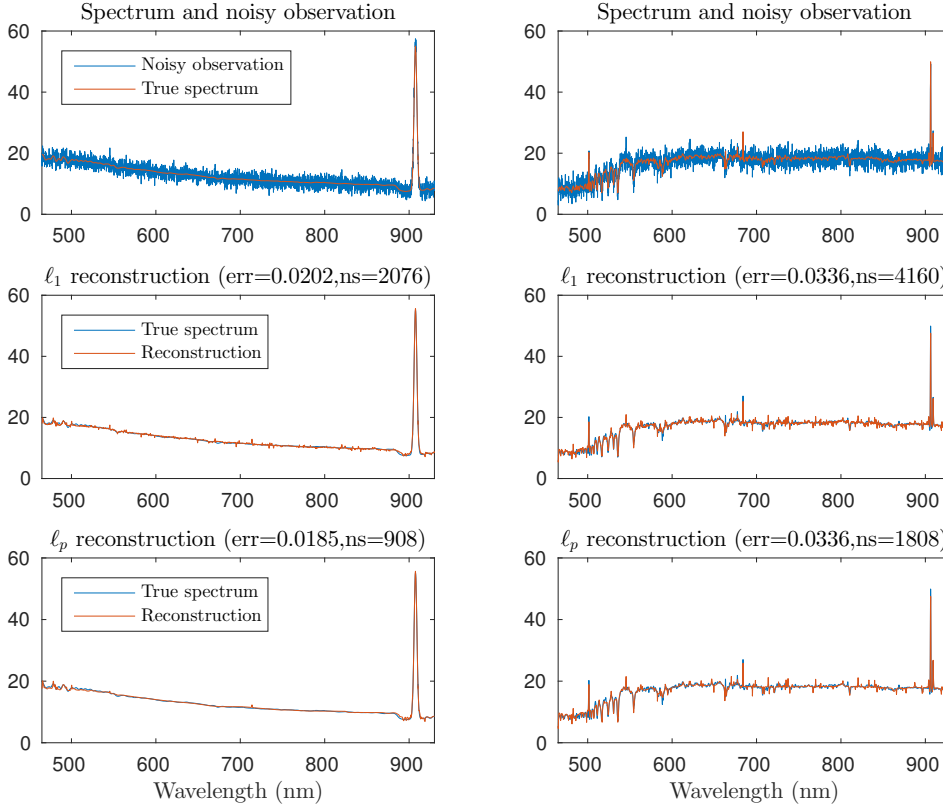 Spectrum and noisy observation
60
40
20
0
Noisy observation
True spectrum
500 600 700 800 900
Spectrum and noisy observation
60
40
20
0
500 600 700 800 900
ℓ₁ reconstruction (err=0.0202,ns=2076)
60
40
20
0
True spectrum
Reconstruction
500 600 700 800 900
ℓ₁ reconstruction (err=0.0336,ns=4160)
60
40
20
0
500 600 700 800 900
ℓₚ reconstruction (err=0.0185,ns=908)
60
40
20
0
True spectrum
Reconstruction
500 600 700 800 900
Wavelength (nm)
ℓₚ reconstruction (err=0.0336,ns=1808)
60
40
20
0
500 600 700 800 900
Wavelength (nm)